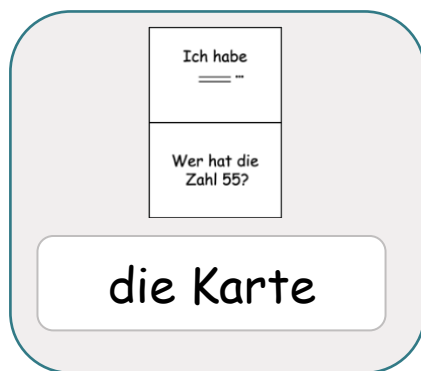 Ich habe
...
Wer hat die
Zahl 55?
die Karte